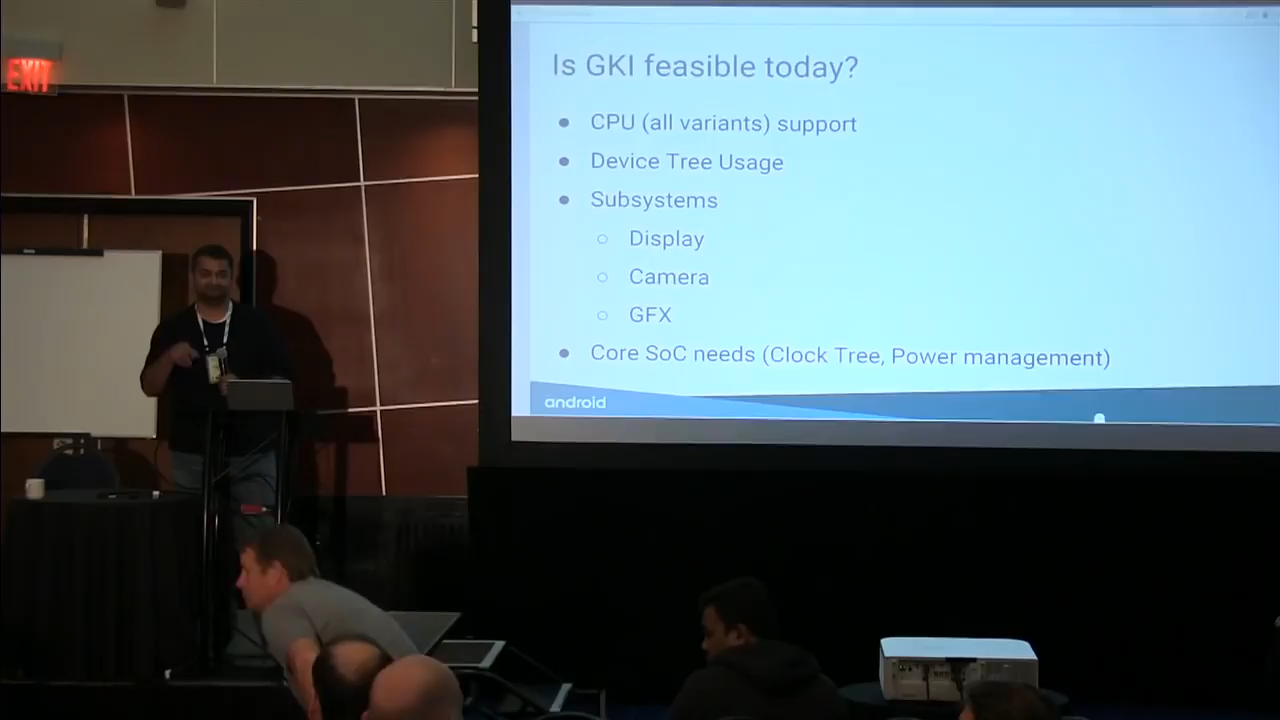 EXIT
Is GKI feasible today?
● CPU (all variants) support
● Device Tree Usage
● Subsystems
○ Display
○ Camera
○ GFX
● Core SoC needs (Clock Tree, Power management)
android